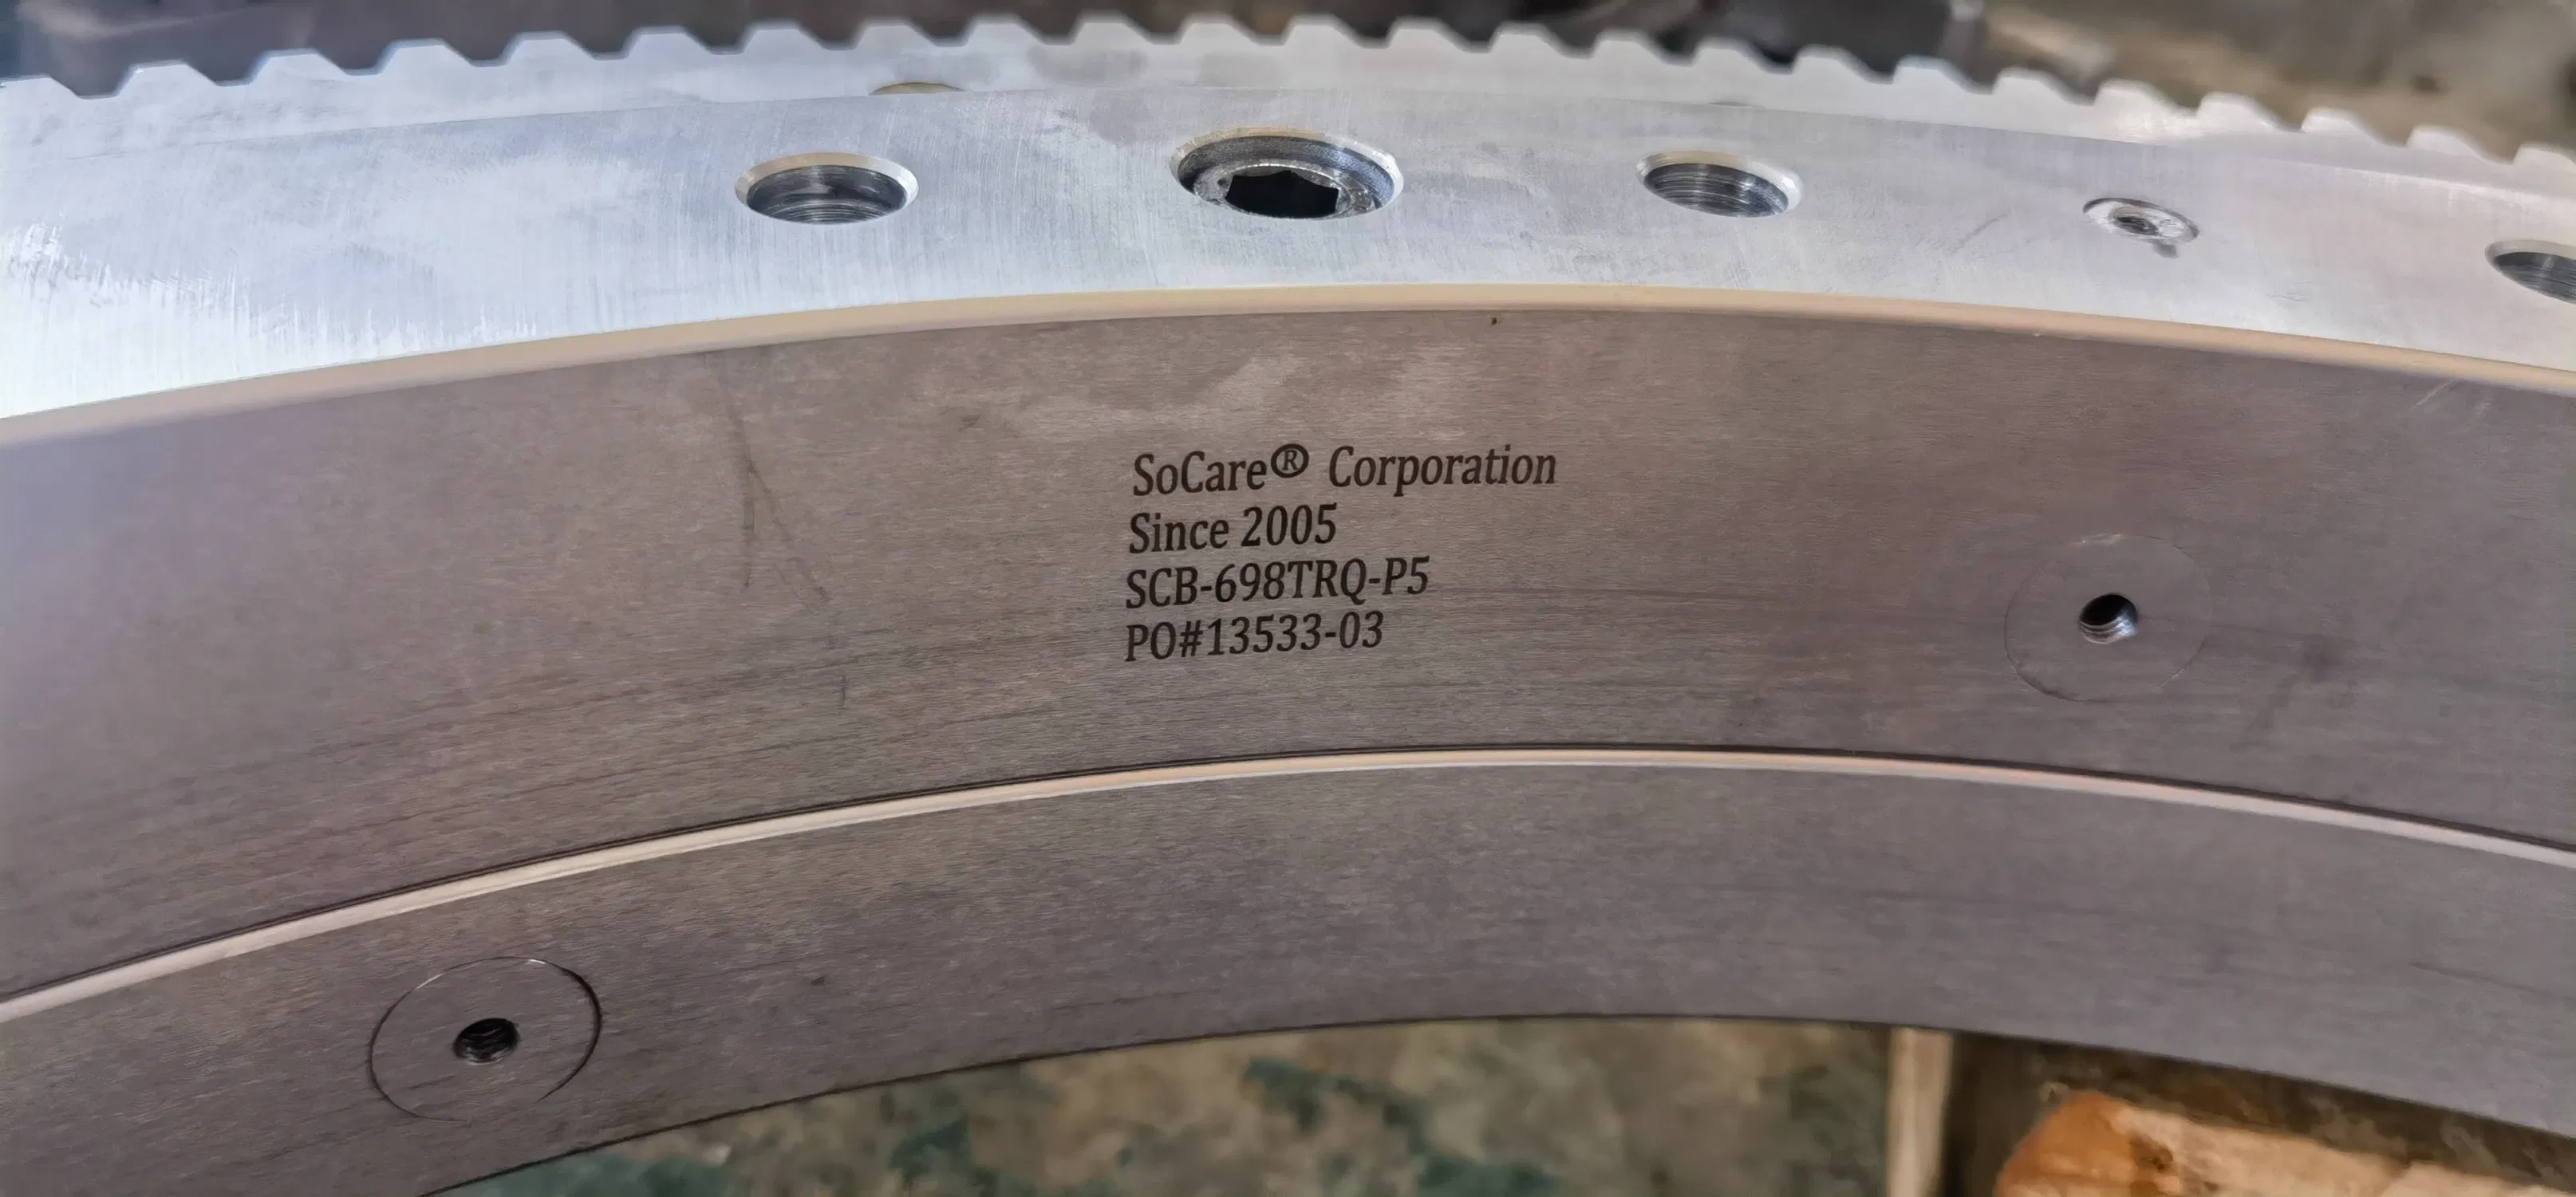 SoCare® Corporation
Since 2005
SCB-698TRQ-P5
PO#13533-03